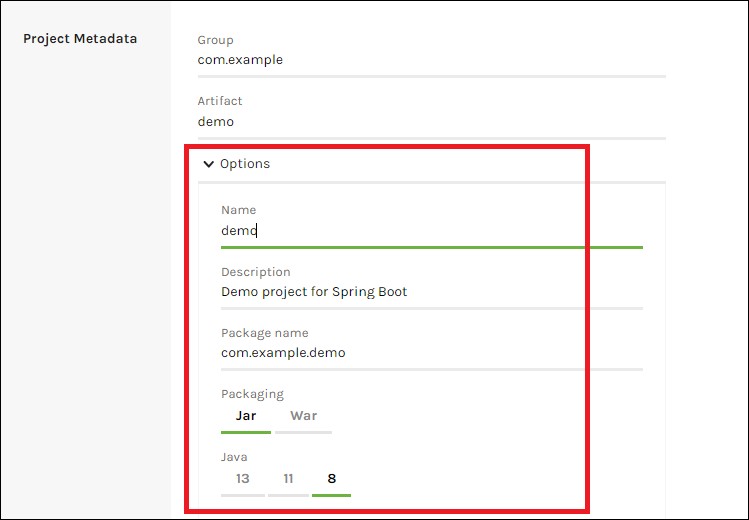 Project Metadata
Group
com.example
Artifact
demo
Options
Name
demo
Description
Demo project for Spring Boot
Package name
com.example.demo
Packaging
Jar War
Java
13 11 8